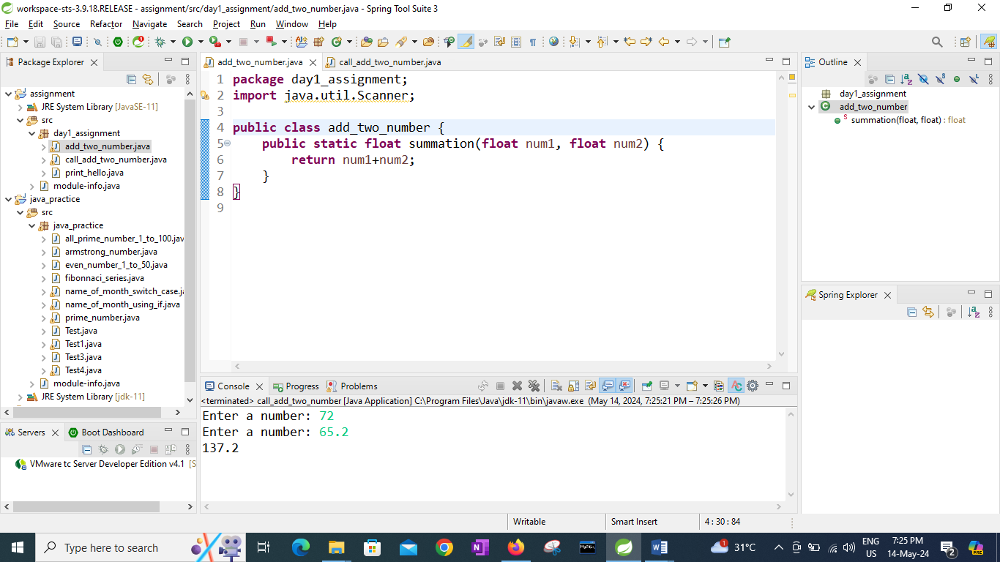 workspace-sts-3.9.18.RELEASE - assignment/src/day1_assignment/add_two_number.java - Spring Tool Suite 3
File Edit Source Refactor Navigate Search Project Run Window Help
Package Explorer
assignment
JRE System Library [JavaSE-11]
src
day1_assignment
add_two_number.java
call_add_two_number.java
print_hello.java
module-info.java
java_practice
src
java_practice
all_prime_number_1_to_100.jav
armstrong_number.java
even_number_1_to_50.java
fibonnaci_series.java
name_of_month_switch_case.ja
name_of_month_using_if.java
prime_number.java
Test.java
Test1.java
Test3.java
Test4.java
module-info.java
JRE System Library [jdk-11]
Servers Boot Dashboard
VMware tc Server Developer Edition v4.1 [S
add_two_number.java call_add_two_number.java
1 package day1_assignment;
2 import java.util.Scanner;
3
4 public class add_two_number {
5 public static float summation(float num1, float num2) {
6 return num1+num2;
7 }
8 }
9
Console Progress Problems
<terminated> call_add_two_number [Java Application] C:\Program Files\Java\jdk-11\bin\javaw.exe (May 14, 2024, 7:25:21 PM – 7:25:26 PM)
Enter a number: 72
Enter a number: 65.2
137.2
Outline
day1_assignment
add_two_number
summation(float, float) : float
Spring Explorer
Writable Smart Insert 4 : 30 : 84
Type here to search
1
31°C
ENG
US
7:25 PM
14-May-24
2
PRE